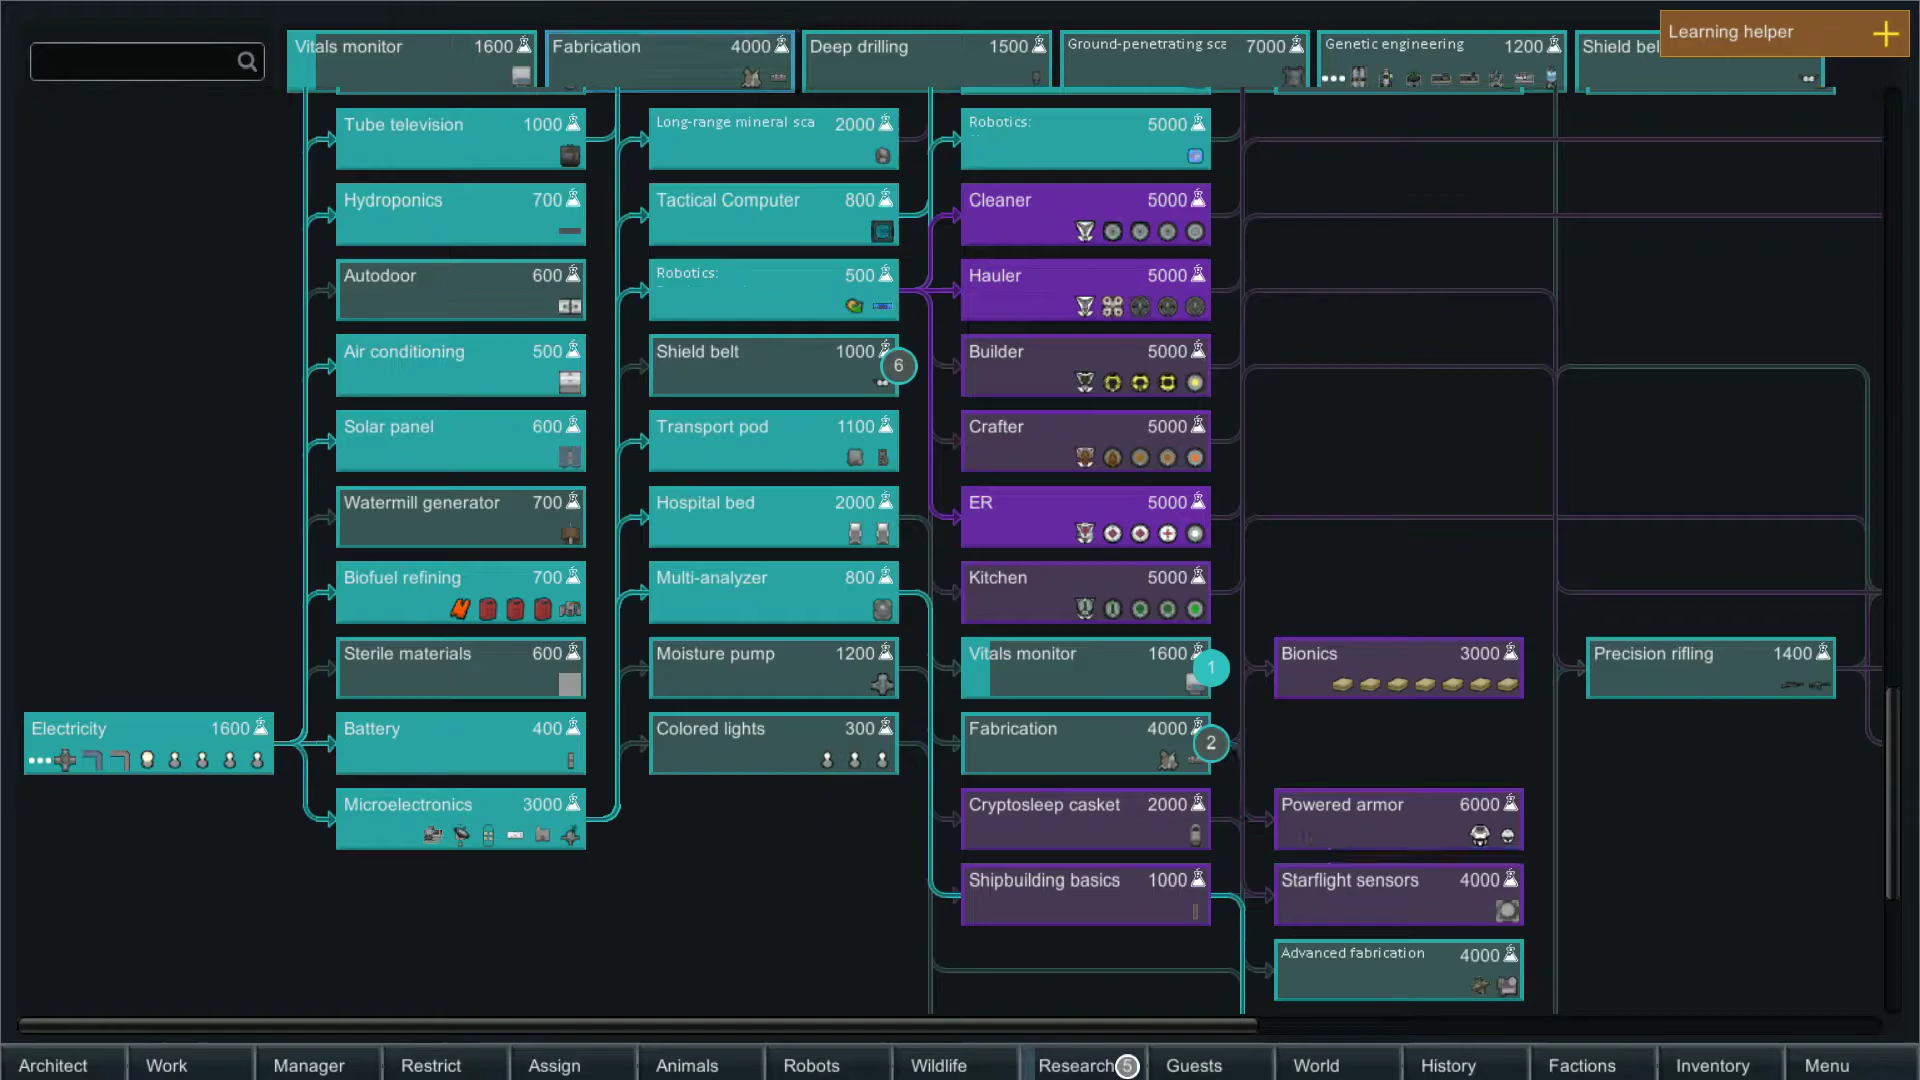 Vitals monitor 1600
Fabrication 4000
Deep drilling 1500
Ground-penetrating sca 7000
Genetic engineering 1200
Shield bel
Learning helper
Tube television 1000
Long-range mineral sca 2000
Robotics: 5000
Hydroponics 700
Tactical Computer 800
Cleaner 5000
Autodoor 600
Robotics: 500
Hauler 5000
Air conditioning 500
Shield belt 1000
6
Builder 5000
Solar panel 600
Transport pod 1100
Crafter 5000
Watermill generator 700
Hospital bed 2000
ER 5000
Biofuel refining 700
Multi-analyzer 800
Kitchen 5000
Sterile materials 600
Moisture pump 1200
Vitals monitor 1600
1
Bionics 3000
Precision rifling 1400
Electricity 1600
Battery 400
Colored lights 300
Fabrication 4000
2
Microelectronics 3000
Cryptosleep casket 2000
Powered armor 6000
Shipbuilding basics 1000
Starflight sensors 4000
Advanced fabrication 4000
Architect Work Manager Restrict Assign Animals Robots Wildlife Research 5 Guests World History Factions Inventory Menu